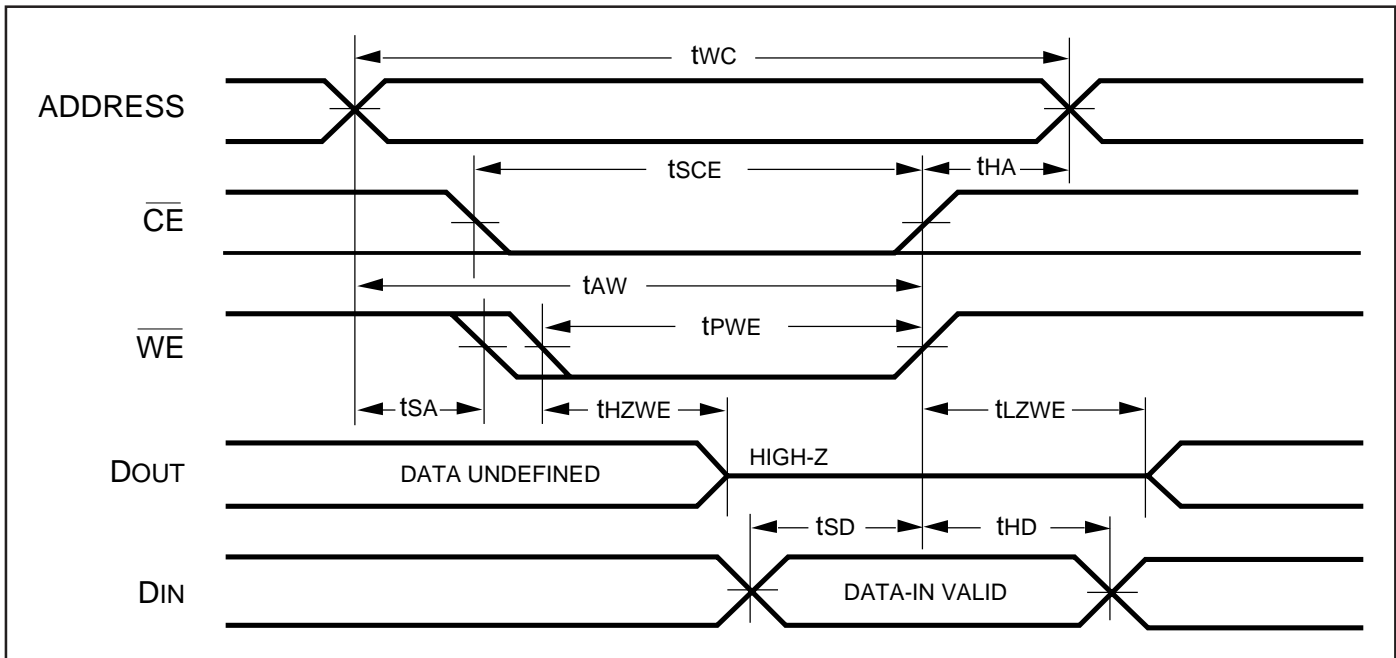 tWC
ADDRESS
tSCE
tHA
CE
tAW
tPWE
WE
tSA
tHZWE
tLZWE
DOUT
DATA UNDEFINED
HIGH-Z
tSD
tHD
DIN
DATA-IN VALID